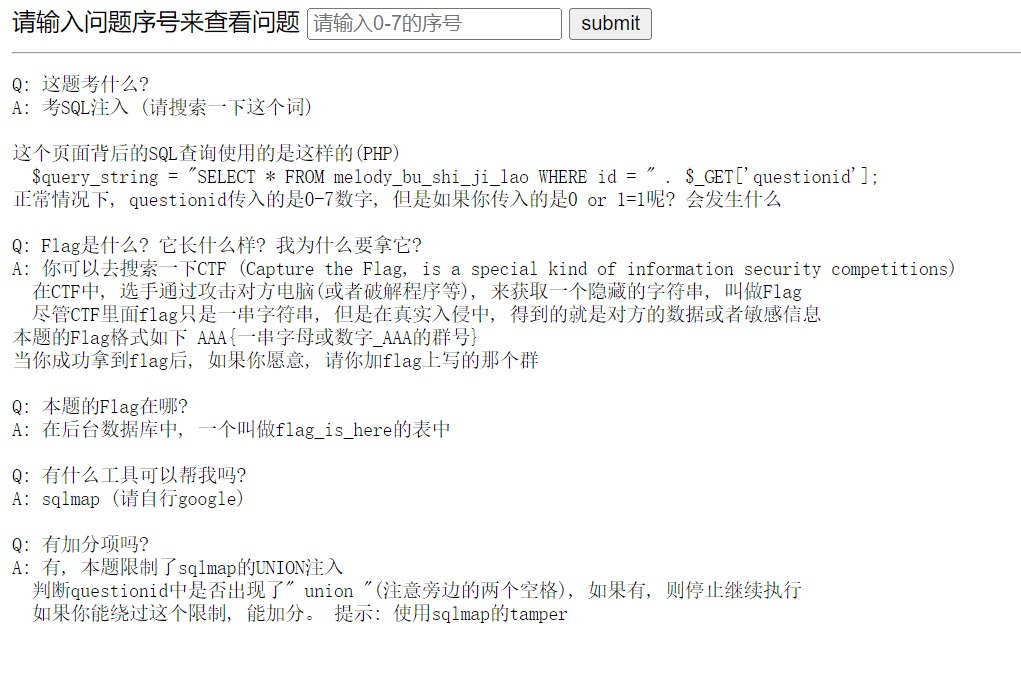 请输入问题序号来查看问题 请输入0-7的序号 submit
Q: 这题考什么?
A: 考SQL注入 (请搜索一下这个词)
这个页面背后的SQL查询使用的是这样的(PHP)
$query_string = "SELECT * FROM melody_bu_shi_ji_lao WHERE id = " . $_GET['questionid'];
正常情况下, questionid传入的是0-7数字, 但是如果你传入的是0 or 1=1呢? 会发生什么
Q: Flag是什么? 它长什么样? 我为什么要拿它?
A: 你可以去搜索一下CTF (Capture the Flag, is a special kind of information security competitions)
在CTF中, 选手通过攻击对方电脑(或者破解程序等), 来获取一个隐藏的字符串, 叫做Flag
尽管CTF里面flag只是一串字符串, 但是在真实入侵中, 得到的就是对方的数据或者敏感信息
本题的Flag格式如下 AAA{一串字母或数字_AAA的群号}
当你成功拿到flag后, 如果你愿意, 请你加flag上写的那个群
Q: 本题的Flag在哪?
A: 在后台数据库中, 一个叫做flag_is_here的表中
Q: 有什么工具可以帮我吗?
A: sqlmap (请自行google)
Q: 有加分项吗?
A: 有, 本题限制了sqlmap的UNION注入
判断questionid中是否出现了" union "(注意旁边的两个空格), 如果有, 则停止继续执行
如果你能绕过这个限制, 能加分。 提示: 使用sqlmap的tamper